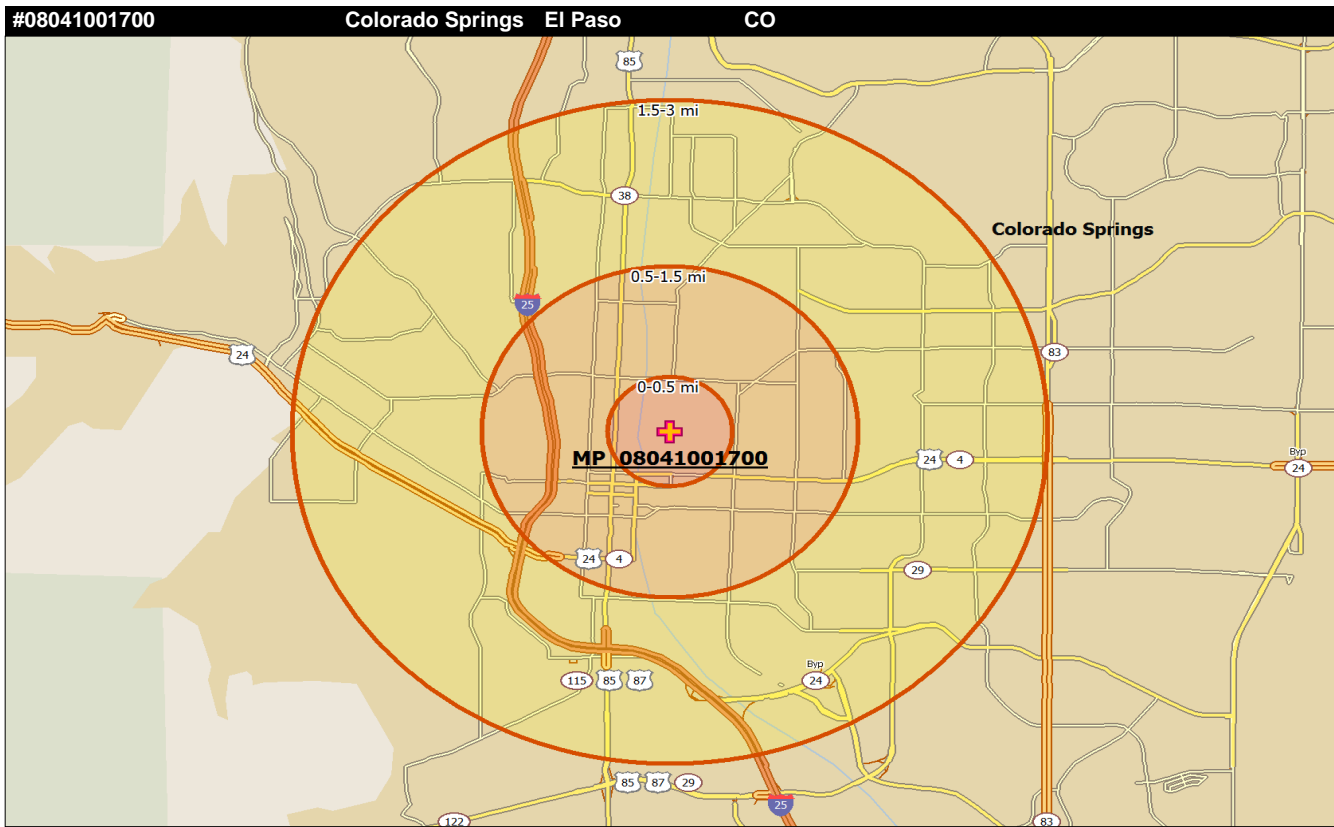 #08041001700 Colorado Springs El Paso CO
85
1.5-3 mi
38
Colorado Springs
0.5-1.5 mi
25
24
83
0-0.5 mi
MP 08041001700
24 4
Byp
24
24 4
29
Byp
24
115 85 87
85 87 29
25
122
83